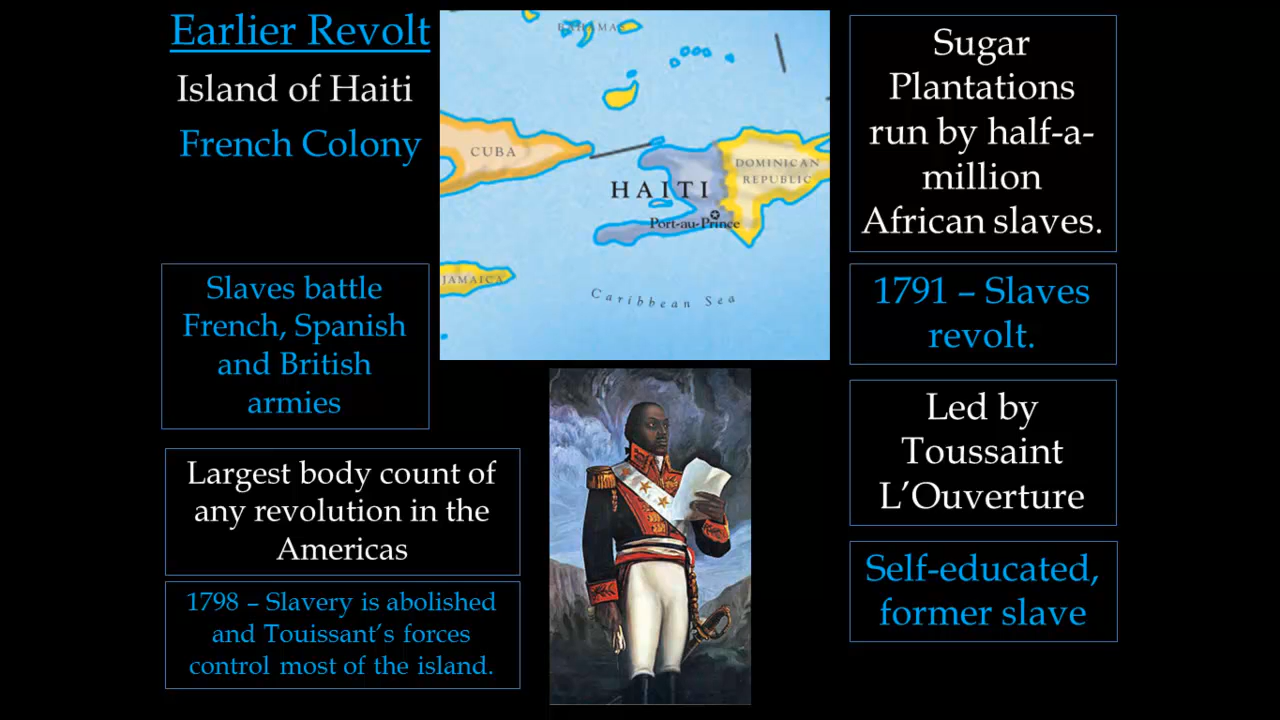 Earlier Revolt
Island of Haiti
French Colony
BAHAMAS
CUBA
HAITI
DOMINICAN
REPUBLIC
Port-au-Prince
JAMAICA
Caribbean Sea
Sugar
Plantations
run by half-a-
million
African slaves.
Slaves battle
French, Spanish
and British
armies
1791 – Slaves
revolt.
Led by
Toussaint
L’Ouverture
Largest body count of
any revolution in the
Americas
Self-educated,
former slave
1798 – Slavery is abolished
and Touissant’s forces
control most of the island.